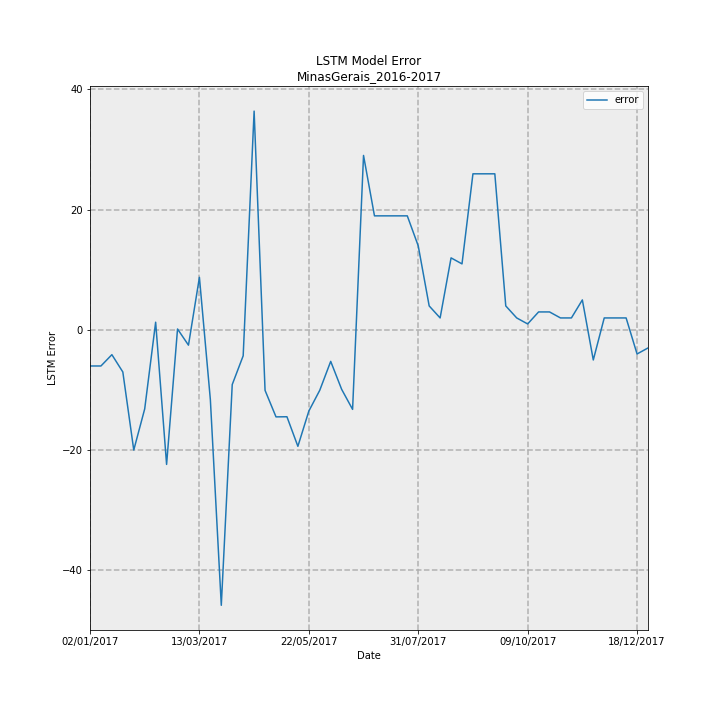 LSTM Model Error
MinasGerais_2016-2017
error
40
20
0
−20
−40
LSTM Error
02/01/2017 13/03/2017 22/05/2017 31/07/2017 09/10/2017 18/12/2017
Date